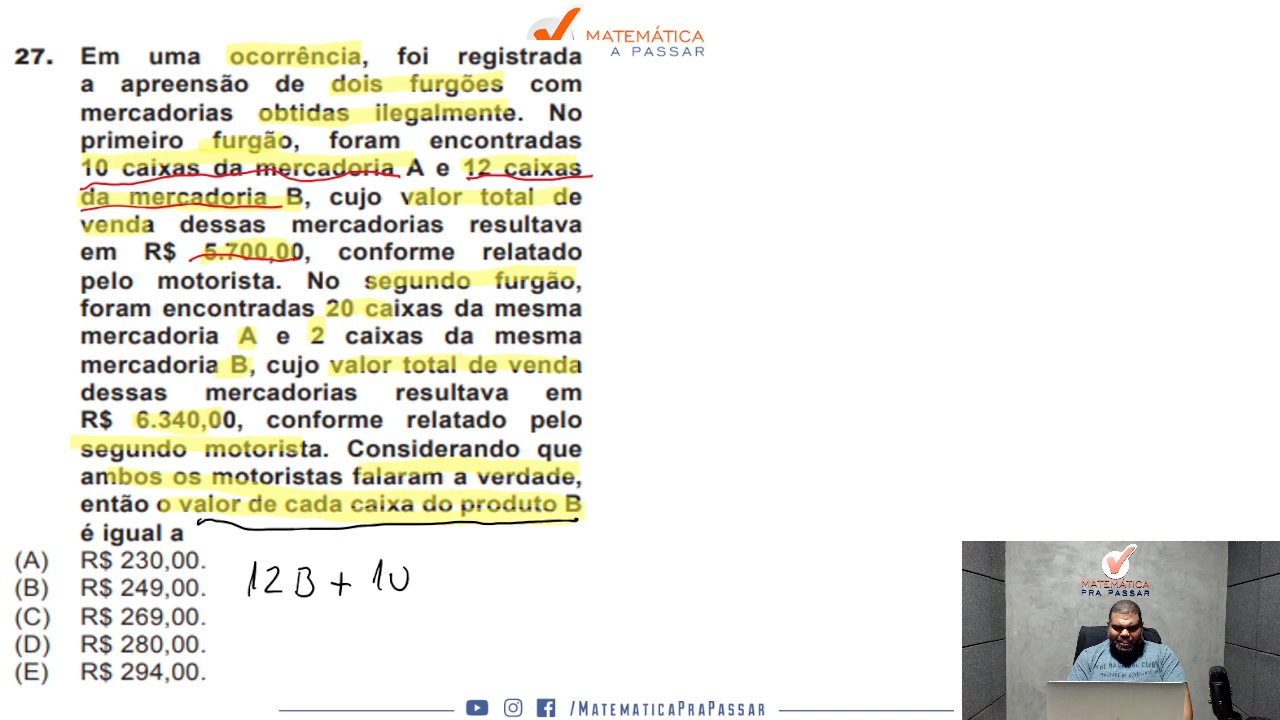 MATEMÁTICA
A PASSAR
27. Em uma ocorrência, foi registrada
a apreensão de dois furgões com
mercadorias obtidas ilegalmente. No
primeiro furgão, foram encontradas
10 caixas da mercadoria A e 12 caixas
da mercadoria B, cujo valor total de
venda dessas mercadorias resultava
em R$ 5.700,00, conforme relatado
pelo motorista. No segundo furgão,
foram encontradas 20 caixas da mesma
mercadoria A e 2 caixas da mesma
mercadoria B, cujo valor total de venda
dessas mercadorias resultava em
R$ 6.340,00, conforme relatado pelo
segundo motorista. Considerando que
ambos os motoristas falaram a verdade,
então o valor de cada caixa do produto B
é igual a
(A) R$ 230,00.
(B) R$ 249,00.
(C) R$ 269,00.
(D) R$ 280,00.
(E) R$ 294,00.
12B + 10
MATEMÁTICA
PRA PASSAR
/MATEMATICAPRAPASSAR